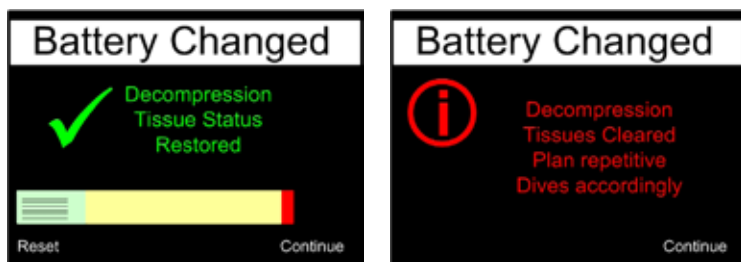 Battery Changed
Decompression
Tissue Status
Restored
Reset
Continue
Battery Changed
Decompression
Tissues Cleared
Plan repetitive
Dives accordingly
Continue